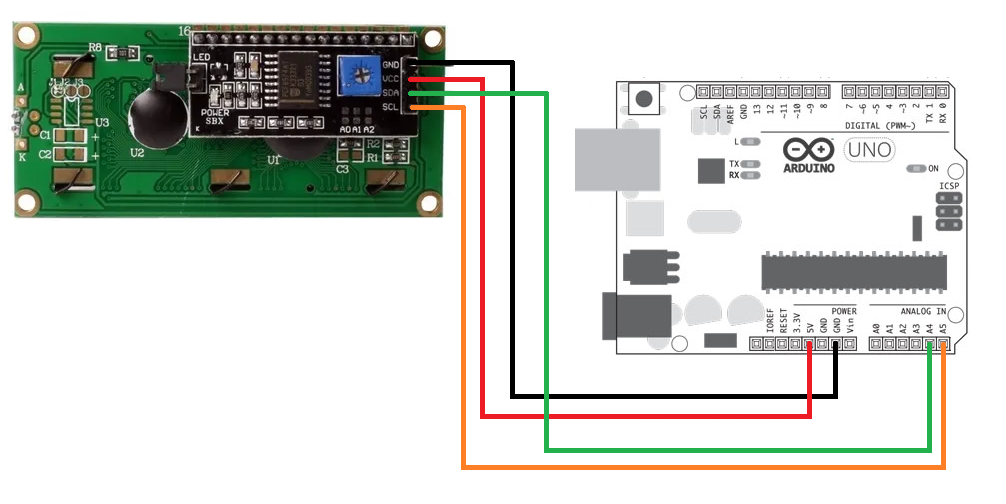 16
R8
LED
GND
VCC
SDA
SCL
J1 J2 J3
A
U3
C1 +
C2 +
K
U2
POWER
SBX
K
A0 A1 A2
U1
R2
R1
C3
SCL
SDA
AREF
GND
13
12
~11
~10
~9
8
7
~6
~5
4
~3
2
TX 1
RX 0
DIGITAL (PWM~)
L
TX
RX
ARDUINO
UNO
ON
ICSP
POWER
ANALOG IN
IOREF
RESET
3.3V
5V
GND
GND
Vin
A0
A1
A2
A3
A4
A5